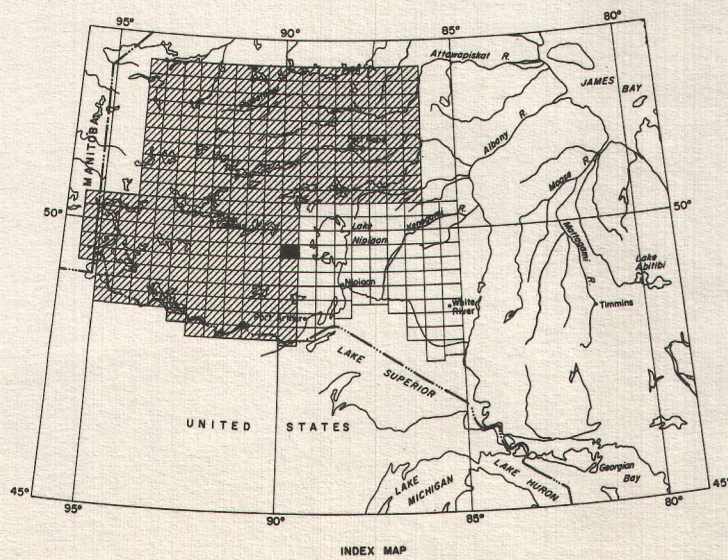 95°
90°
85°
80°
Attawapiskat R.
JAMES BAY
MANITOBA
Albany R.
Moose R.
50°
50°
Kenogami R.
Lake
Nipigon
Mattagami R.
Lake
Abitibi
Nipigon
White
River
Timmins
Port Arthur
LAKE SUPERIOR
UNITED STATES
LAKE
MICHIGAN
LAKE HURON
Georgian
Bay
45°
45°
95°
90°
85°
80°
INDEX MAP